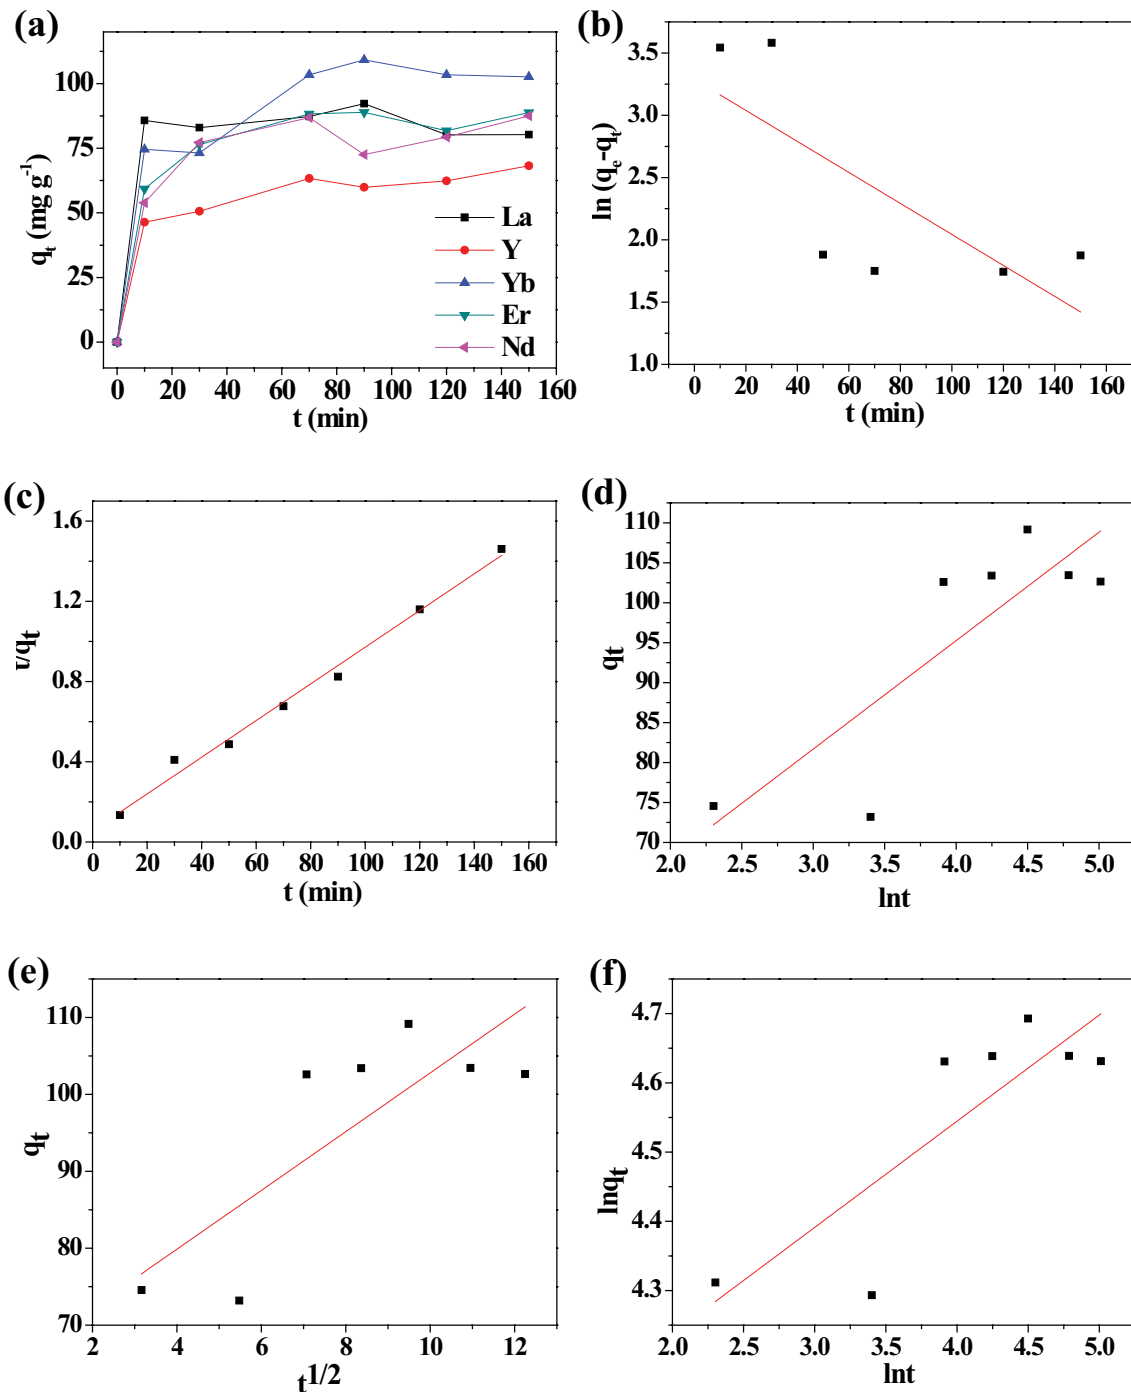 (a)
100
75
50
25
0
q_t (mg g^-1)
La
Y
Yb
Er
Nd
0 20 40 60 80 100 120 140 160
t (min)
(b)
3.5
3.0
2.5
2.0
1.5
1.0
ln (q_e-q_t)
0 20 40 60 80 100 120 140 160
t (min)
(c)
1.6
1.2
0.8
0.4
0.0
t/q_t
0 20 40 60 80 100 120 140 160
t (min)
(d)
110
105
100
95
90
85
80
75
70
q_t
2.0 2.5 3.0 3.5 4.0 4.5 5.0
lnt
(e)
110
100
90
80
70
q_t
2 4 6 8 10 12
t^1/2
(f)
4.7
4.6
4.5
4.4
4.3
lnq_t
2.0 2.5 3.0 3.5 4.0 4.5 5.0
lnt